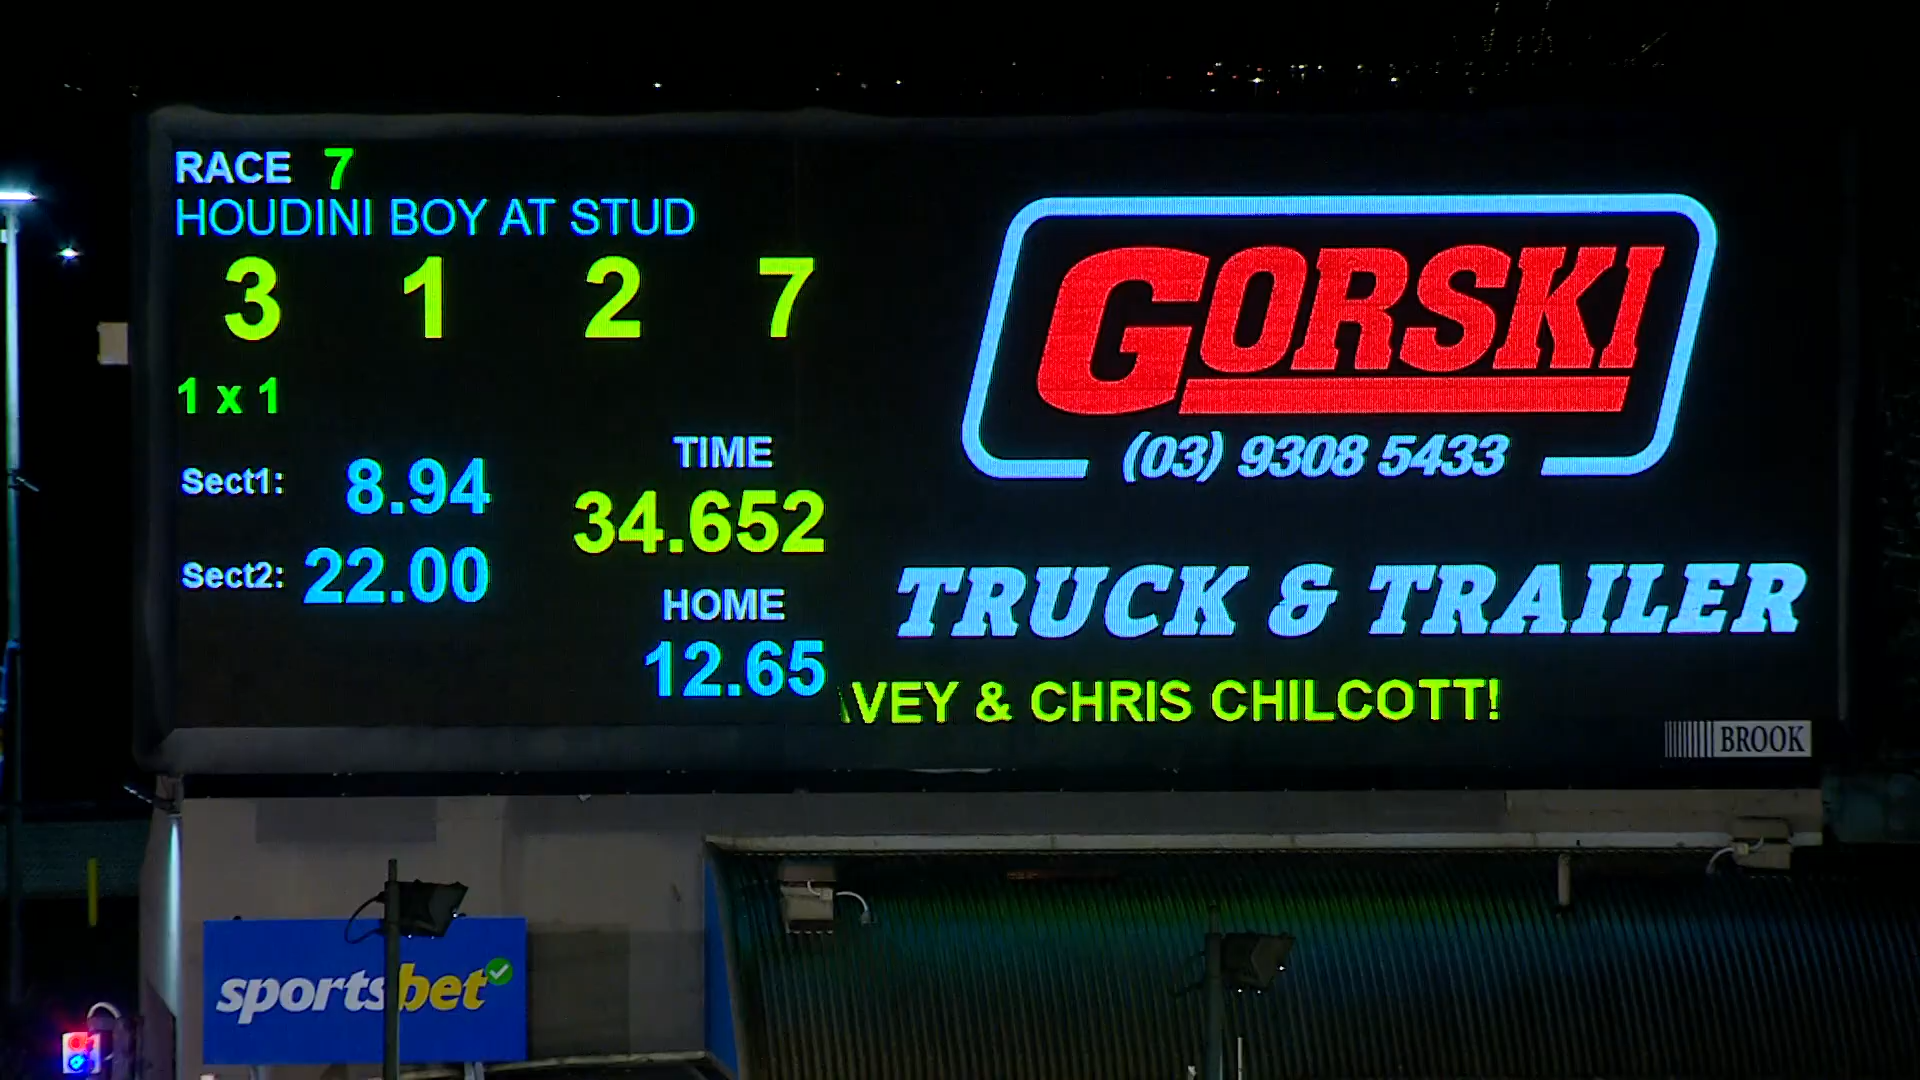 RACE 7
HOUDINI BOY AT STUD
3 1 2 7
1 x 1
Sect1: 8.94
Sect2: 22.00
TIME
34.652
HOME
12.65
GORSKI
(03) 9308 5433
TRUCK & TRAILER
VEY & CHRIS CHILCOTT!
BROOK
sportsbet